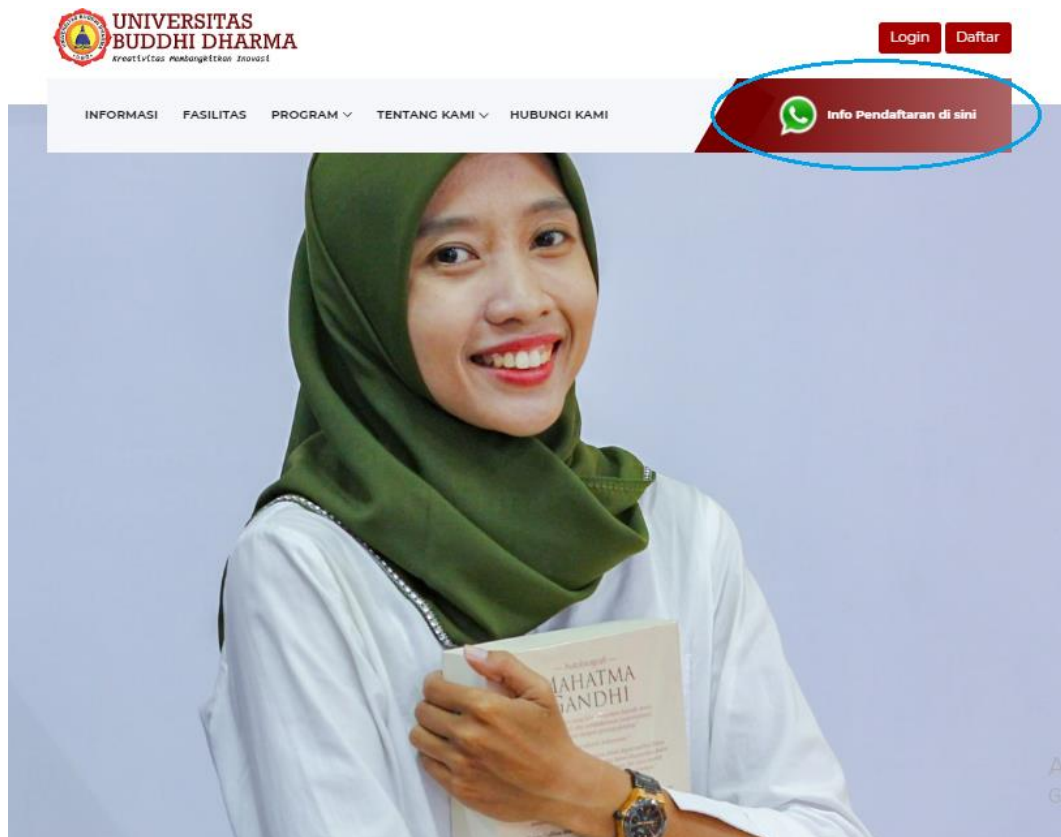 UNIVERSITAS
BUDDHI DHARMA
Kreativitas Membangkitkan Inovasi
Login Daftar
INFORMASI FASILITAS PROGRAM TENTANG KAMI HUBUNGI KAMI
Info Pendaftaran di sini
Autobiografi
MAHATMA
GANDHI